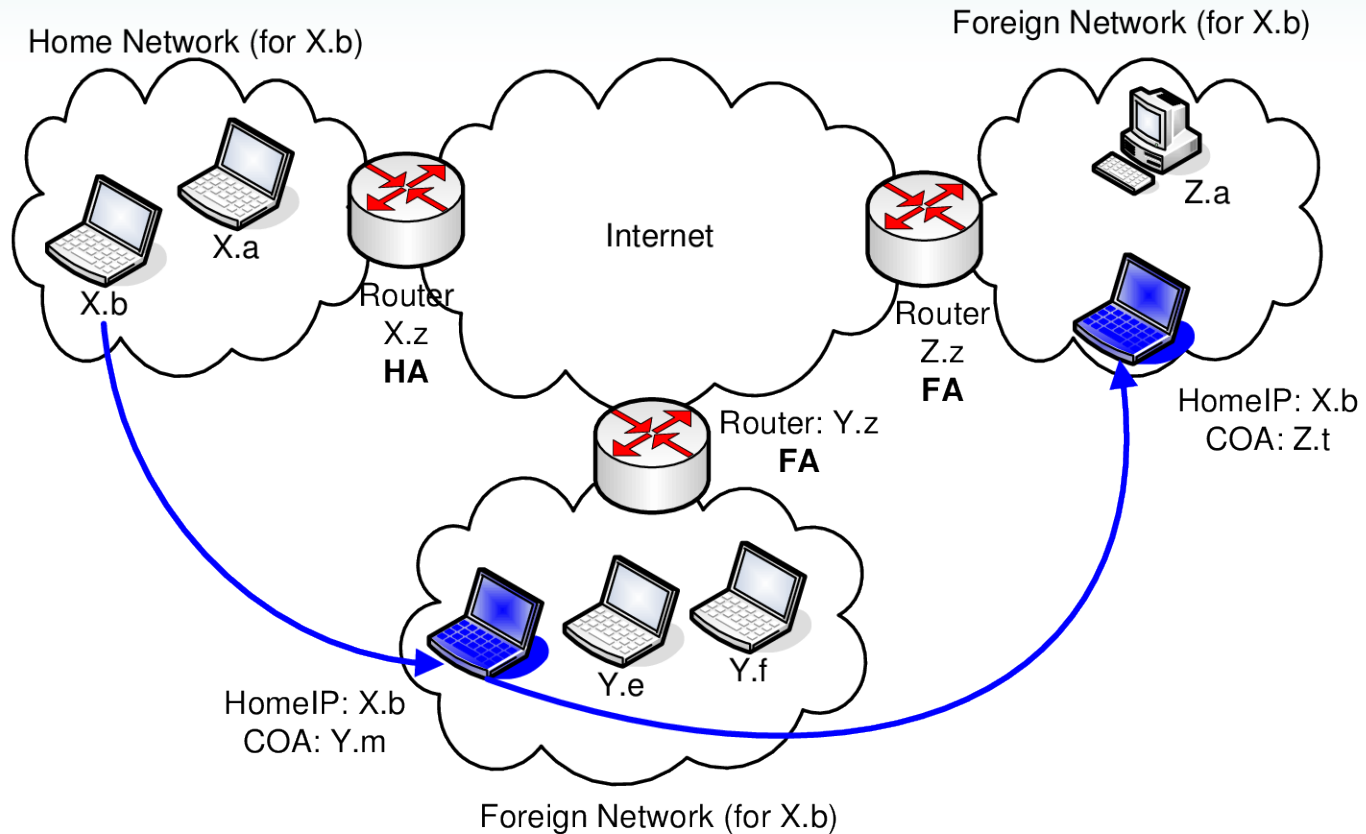 Home Network (for X.b)
Foreign Network (for X.b)
X.a
X.b
Router
X.z
HA
Internet
Router
Z.z
FA
Z.a
HomeIP: X.b
COA: Z.t
Router: Y.z
FA
Y.e
Y.f
HomeIP: X.b
COA: Y.m
Foreign Network (for X.b)